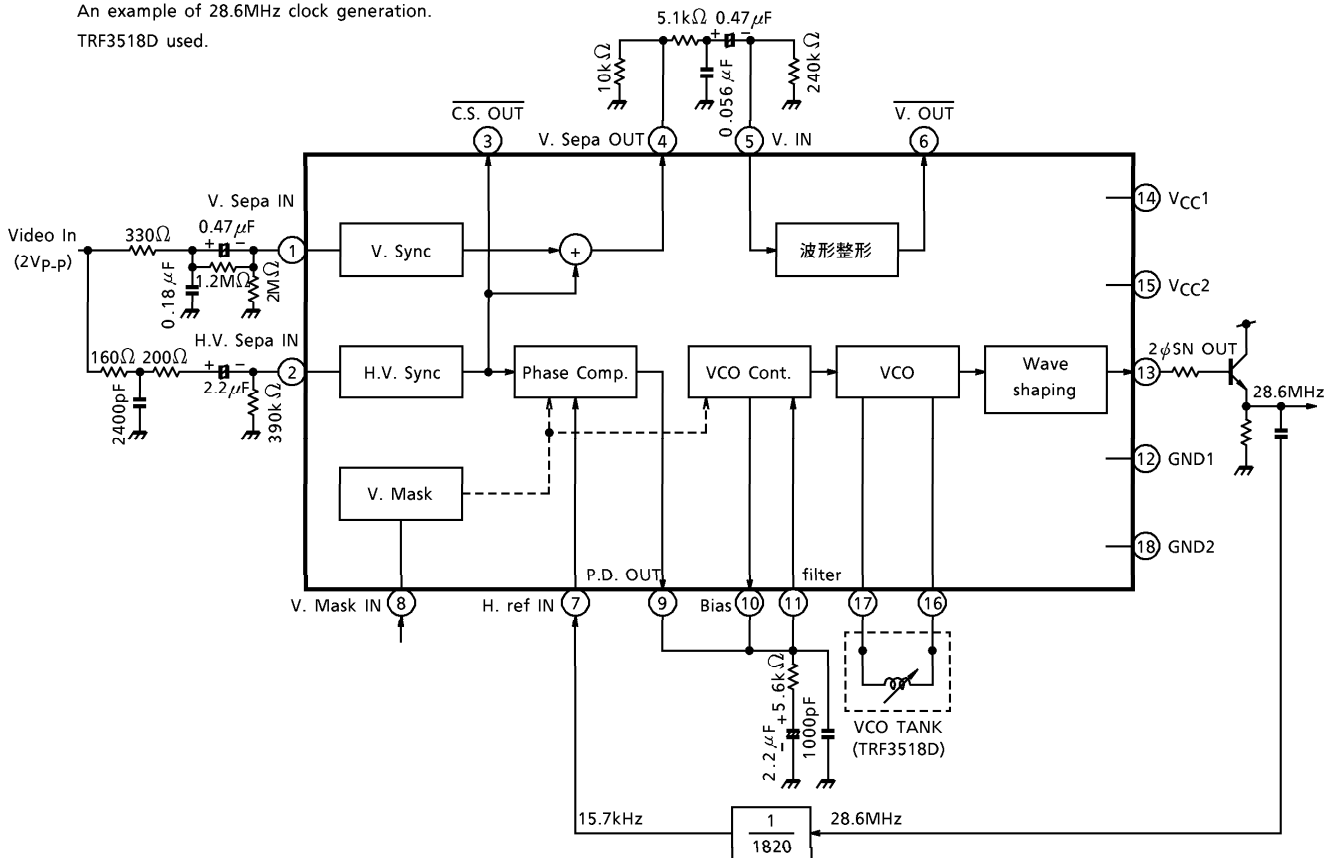 An example of 28.6MHz clock generation.
TRF3518D used.
5.1kΩ 0.47μF
+ −
10kΩ
0.056μF
240kΩ
C.S. OUT
V. Sepa OUT
V. IN
V. OUT
3
4
5
6
V. Sepa IN
Video In
(2VP-P)
330Ω
0.47μF
+ −
1
0.18μF
1.2MΩ
2MΩ
V. Sync
+
波形整形
14 VCC1
15 VCC2
H.V. Sepa IN
160Ω 200Ω
+ −
2.2μF
2
2400pF
390kΩ
H.V. Sync
Phase Comp.
VCO Cont.
VCO
Wave
shaping
2φSN OUT
13
28.6MHz
V. Mask
12 GND1
18 GND2
P.D. OUT
filter
V. Mask IN 8
H. ref IN 7
9
Bias 10
11
17
16
5.6kΩ
2.2μF
+
−
1000pF
VCO TANK
(TRF3518D)
15.7kHz
1
1820
28.6MHz